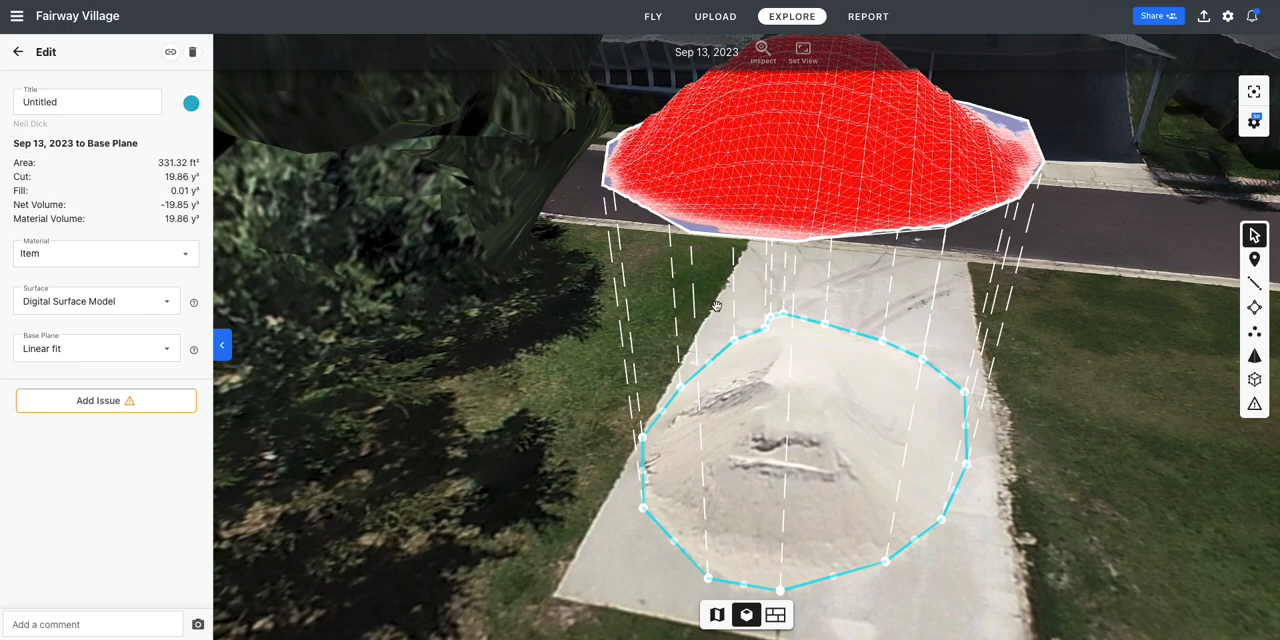 Fairway Village
FLY
UPLOAD
EXPLORE
REPORT
Share
Edit
Sep 13, 2023
Inspect
Set View
Title
Untitled
Neil Dick
Sep 13, 2023 to Base Plane
Area: 331.32 ft²
Cut: 19.86 y³
Fill: 0.01 y³
Net Volume: -19.85 y³
Material Volume: 19.86 y³
Material
Item
Surface
Digital Surface Model
Base Plane
Linear fit
Add Issue
Add a comment